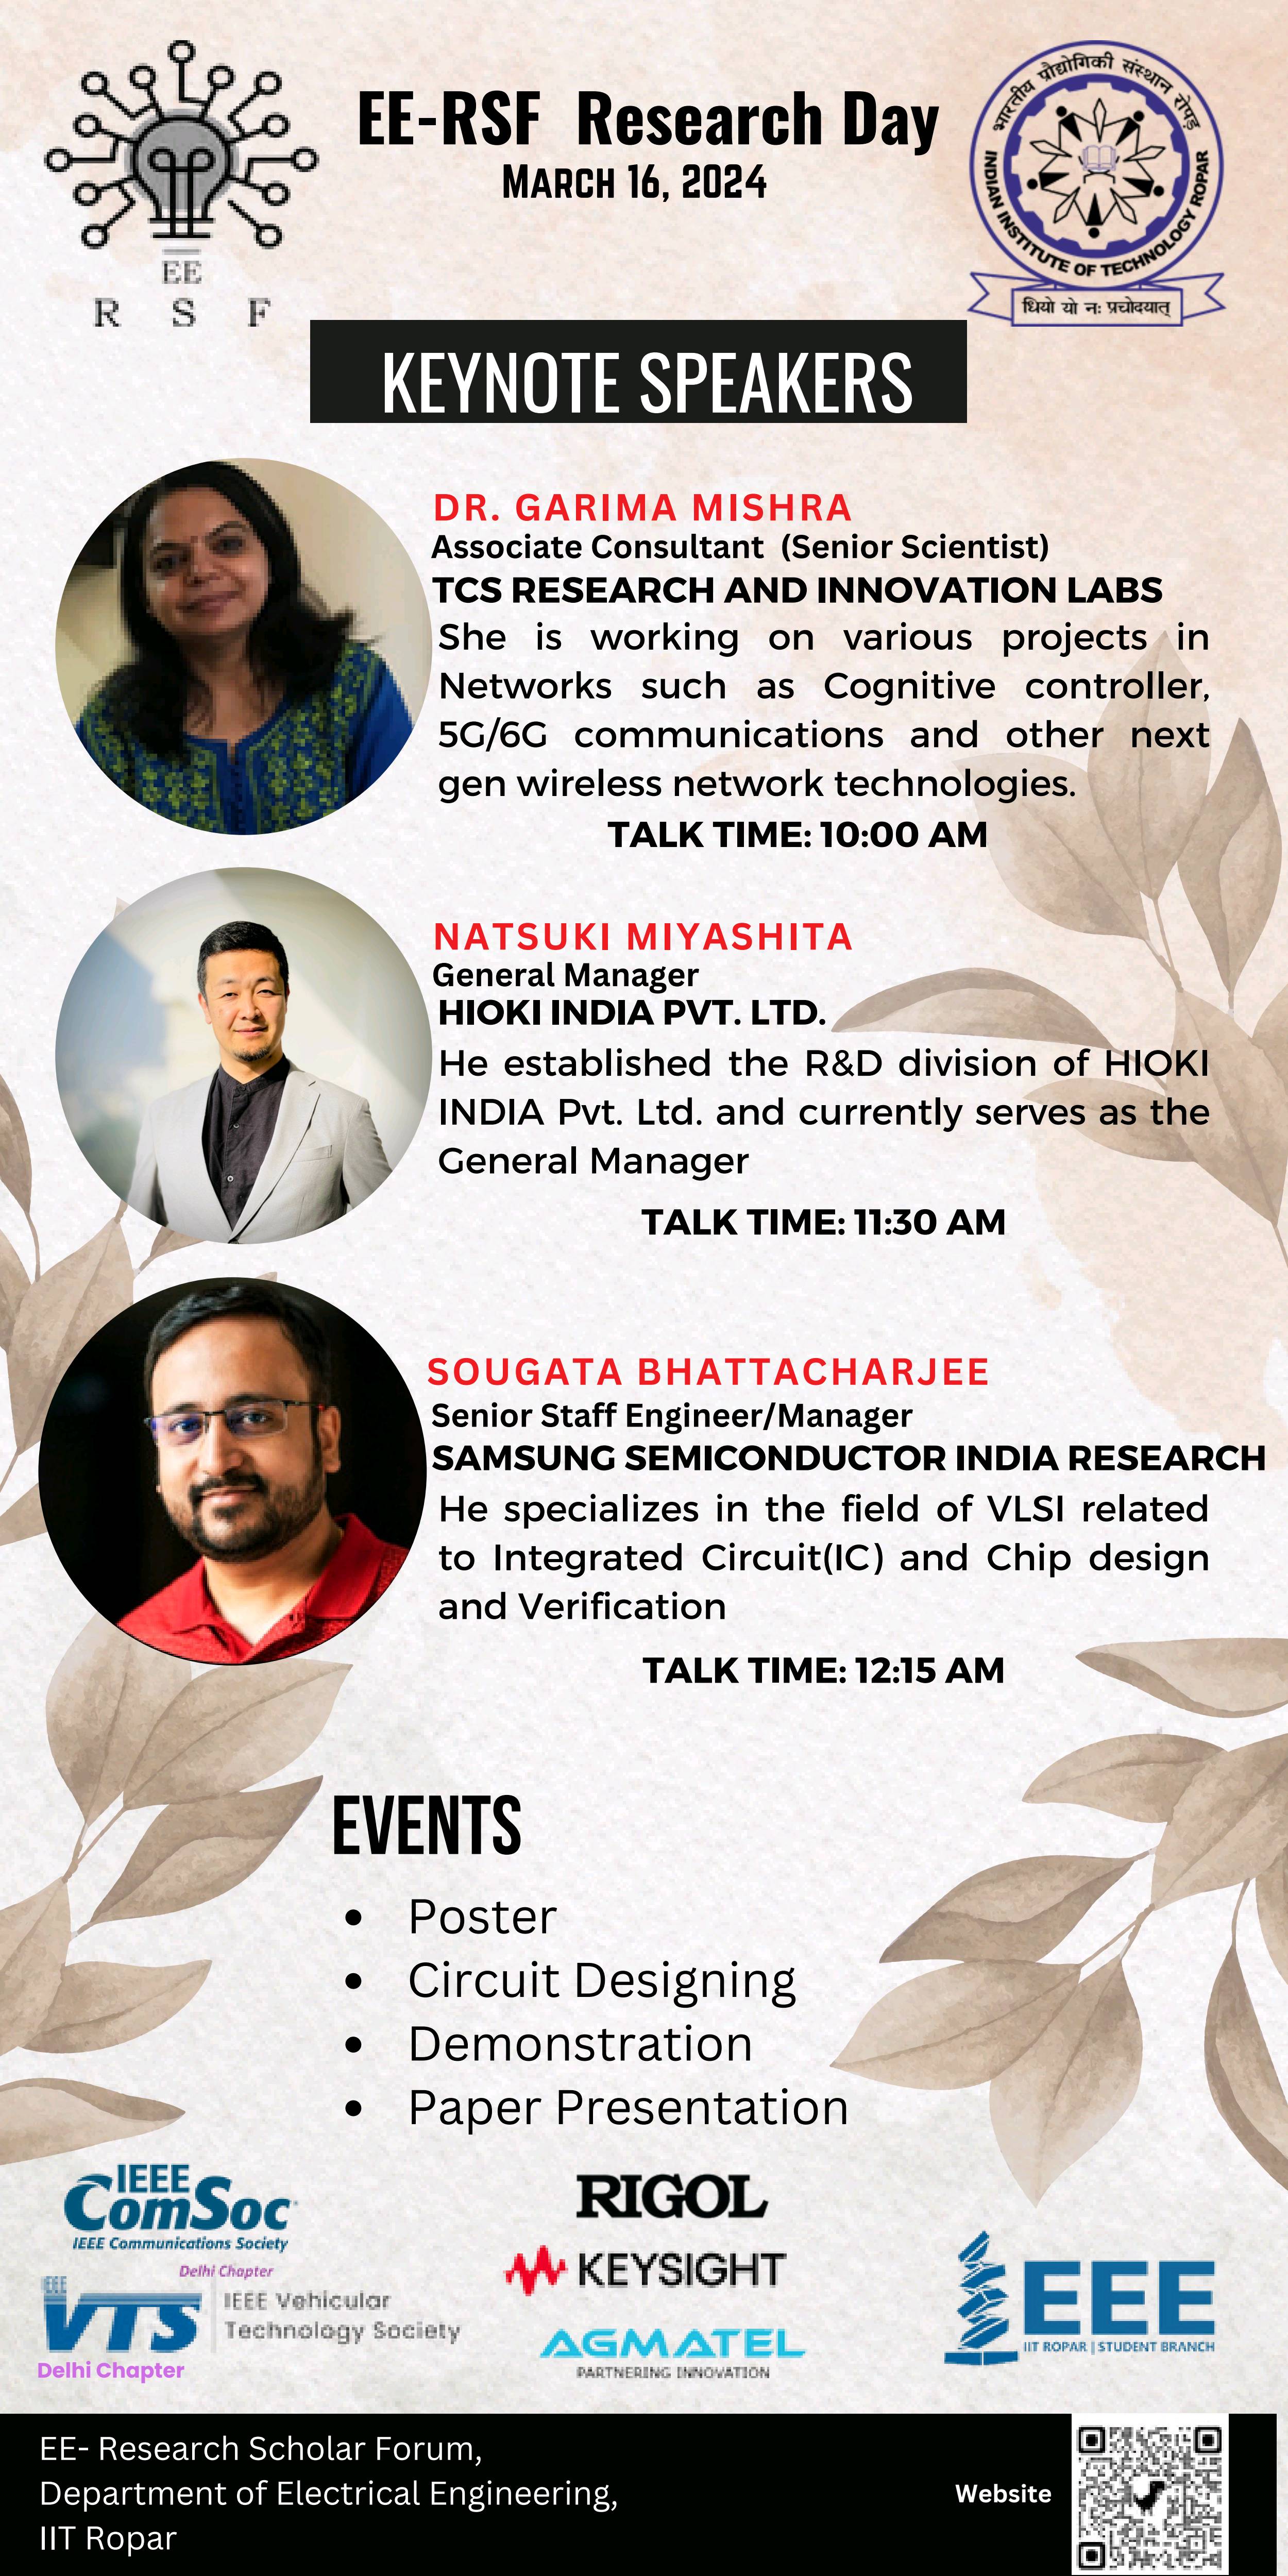 EE-RSF Research Day
MARCH 16, 2024
EE
R S F
भारतीय प्रौद्योगिकी संस्थान रोपड़
INDIAN INSTITUTE OF TECHNOLOGY ROPAR
धियो यो नः प्रचोदयात्
KEYNOTE SPEAKERS
DR. GARIMA MISHRA
Associate Consultant (Senior Scientist)
TCS RESEARCH AND INNOVATION LABS
She is working on various projects in
Networks such as Cognitive controller,
5G/6G communications and other next
gen wireless network technologies.
TALK TIME: 10:00 AM
NATSUKI MIYASHITA
General Manager
HIOKI INDIA PVT. LTD.
He established the R&D division of HIOKI
INDIA Pvt. Ltd. and currently serves as the
General Manager
TALK TIME: 11:30 AM
SOUGATA BHATTACHARJEE
Senior Staff Engineer/Manager
SAMSUNG SEMICONDUCTOR INDIA RESEARCH
He specializes in the field of VLSI related
to Integrated Circuit(IC) and Chip design
and Verification
TALK TIME: 12:15 AM
EVENTS
• Poster
• Circuit Designing
• Demonstration
• Paper Presentation
IEEE
ComSoc
IEEE Communications Society
Delhi Chapter
IEEE
VTS
IEEE Vehicular
Technology Society
Delhi Chapter
RIGOL
KEYSIGHT
AGMATEL
PARTNERING INNOVATION
IEEE
IIT ROPAR | STUDENT BRANCH
EE- Research Scholar Forum,
Department of Electrical Engineering,
IIT Ropar
Website